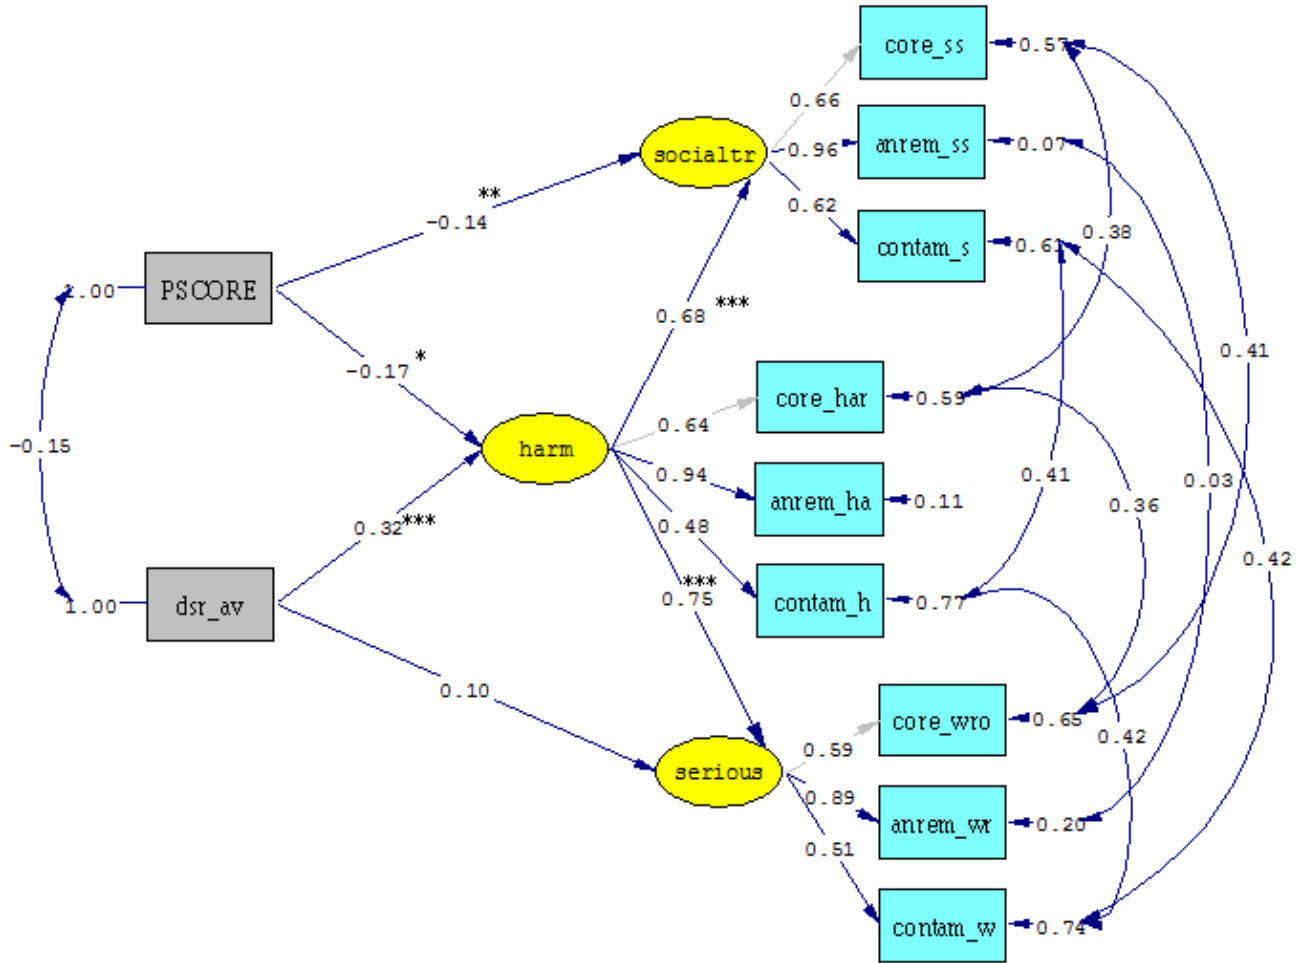 core_ss
0.57
0.66
socialtr
0.96
anrem_ss
0.07
**
-0.14
0.62
contam_s
0.61
0.38
PSCORE
1.00
0.68
***
0.41
-0.17
*
core_har
0.59
0.64
-0.15
harm
0.94
anrem_ha
0.11
0.41
0.03
0.36
0.32
***
0.48
0.42
***
0.75
contam_h
0.77
1.00
dsr_av
0.10
core_wro
0.65
0.59
0.42
serious
0.89
anrem_wr
0.20
0.51
contam_w
0.74